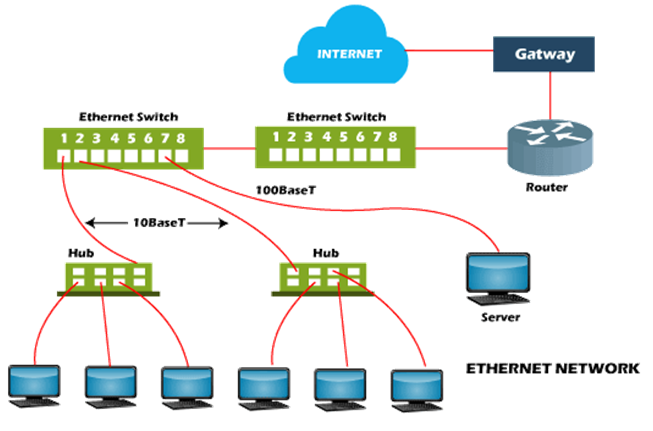 INTERNET
Gatway
Ethernet Switch
Ethernet Switch
1 2 3 4 5 6 7 8
1 2 3 4 5 6 7 8
Router
100BaseT
10BaseT
Hub
Hub
Server
ETHERNET NETWORK